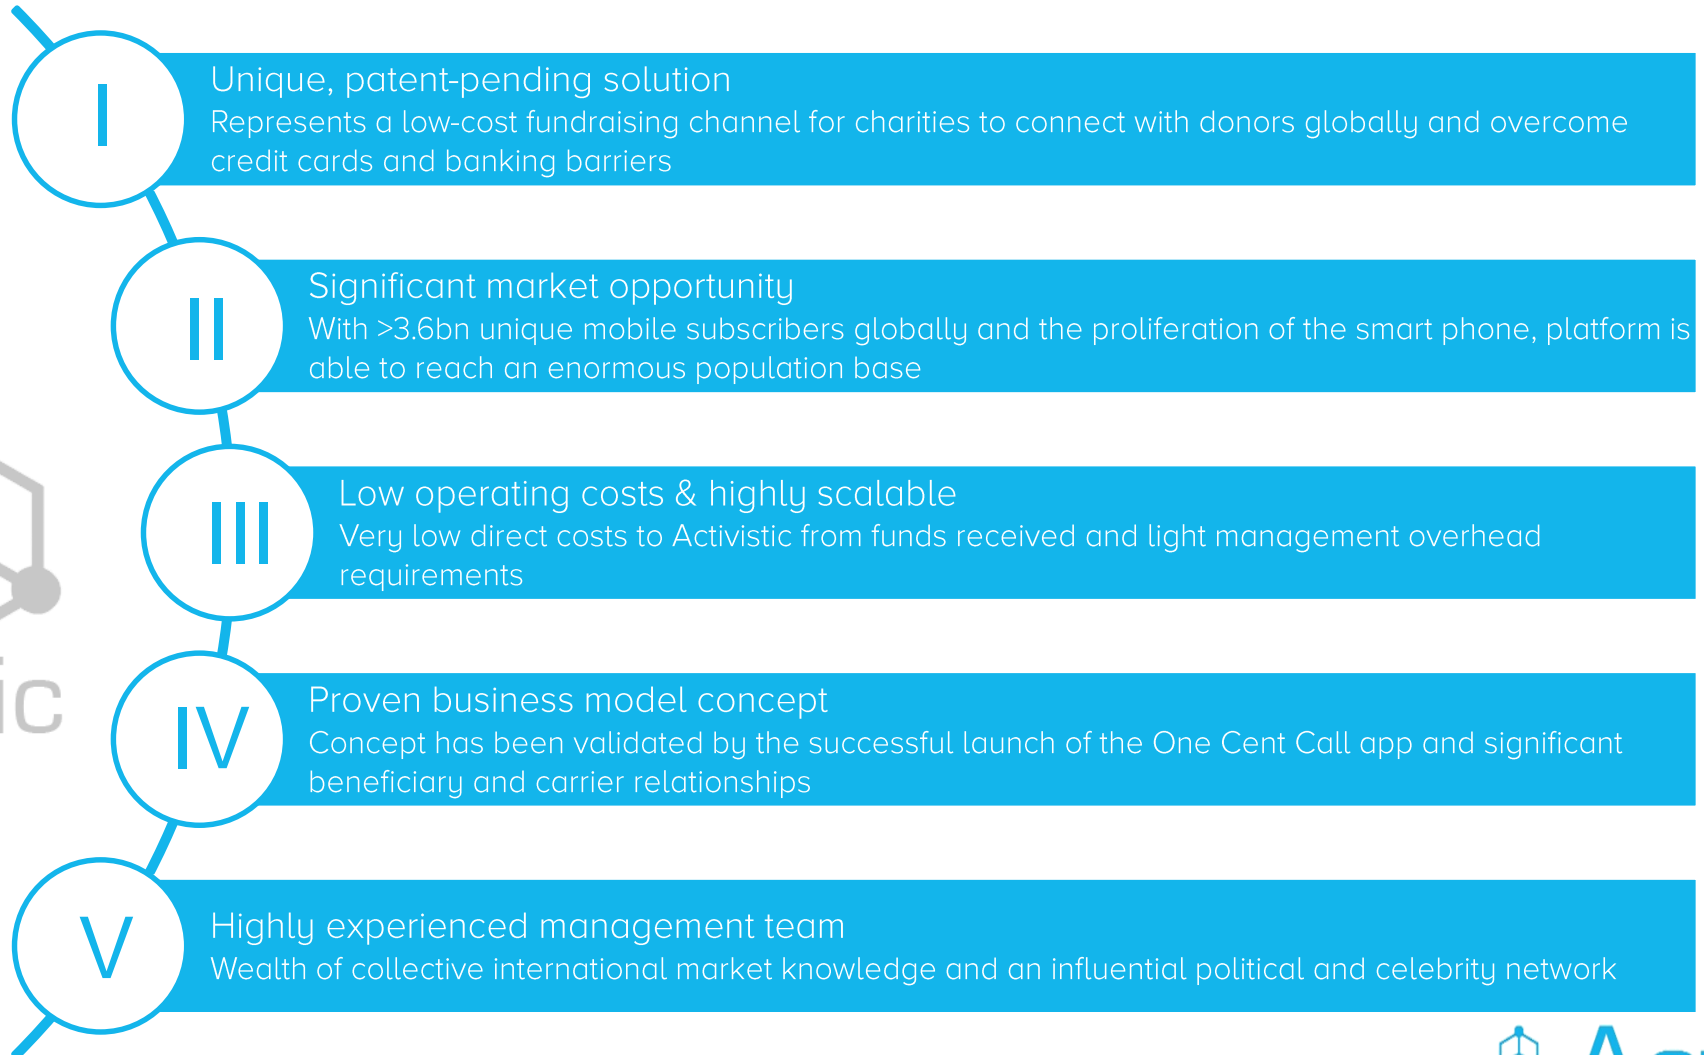 I
Unique, patent-pending solution
Represents a low-cost fundraising channel for charities to connect with donors globally and overcome
credit cards and banking barriers
II
Significant market opportunity
With >3.6bn unique mobile subscribers globally and the proliferation of the smart phone, platform is
able to reach an enormous population base
III
Low operating costs & highly scalable
Very low direct costs to Activistic from funds received and light management overhead
requirements
ic
IV
Proven business model concept
Concept has been validated by the successful launch of the One Cent Call app and significant
beneficiary and carrier relationships
V
Highly experienced management team
Wealth of collective international market knowledge and an influential political and celebrity network